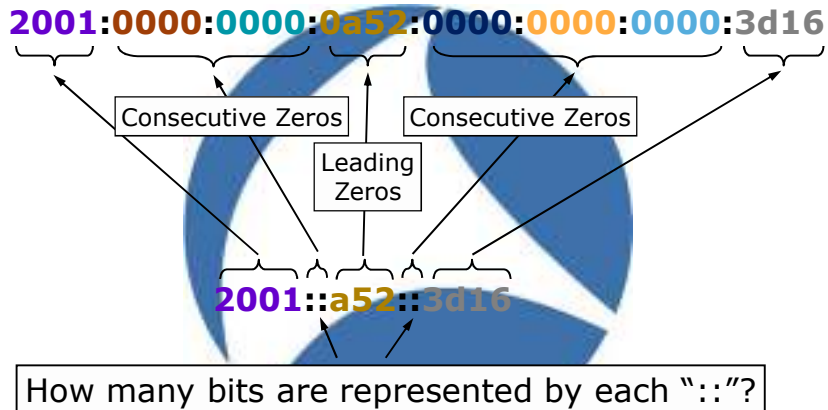 2001:0000:0000:0a52:0000:0000:0000:3d16
Consecutive Zeros
Consecutive Zeros
Leading
Zeros
2001::a52::3d16
How many bits are represented by each “::”?